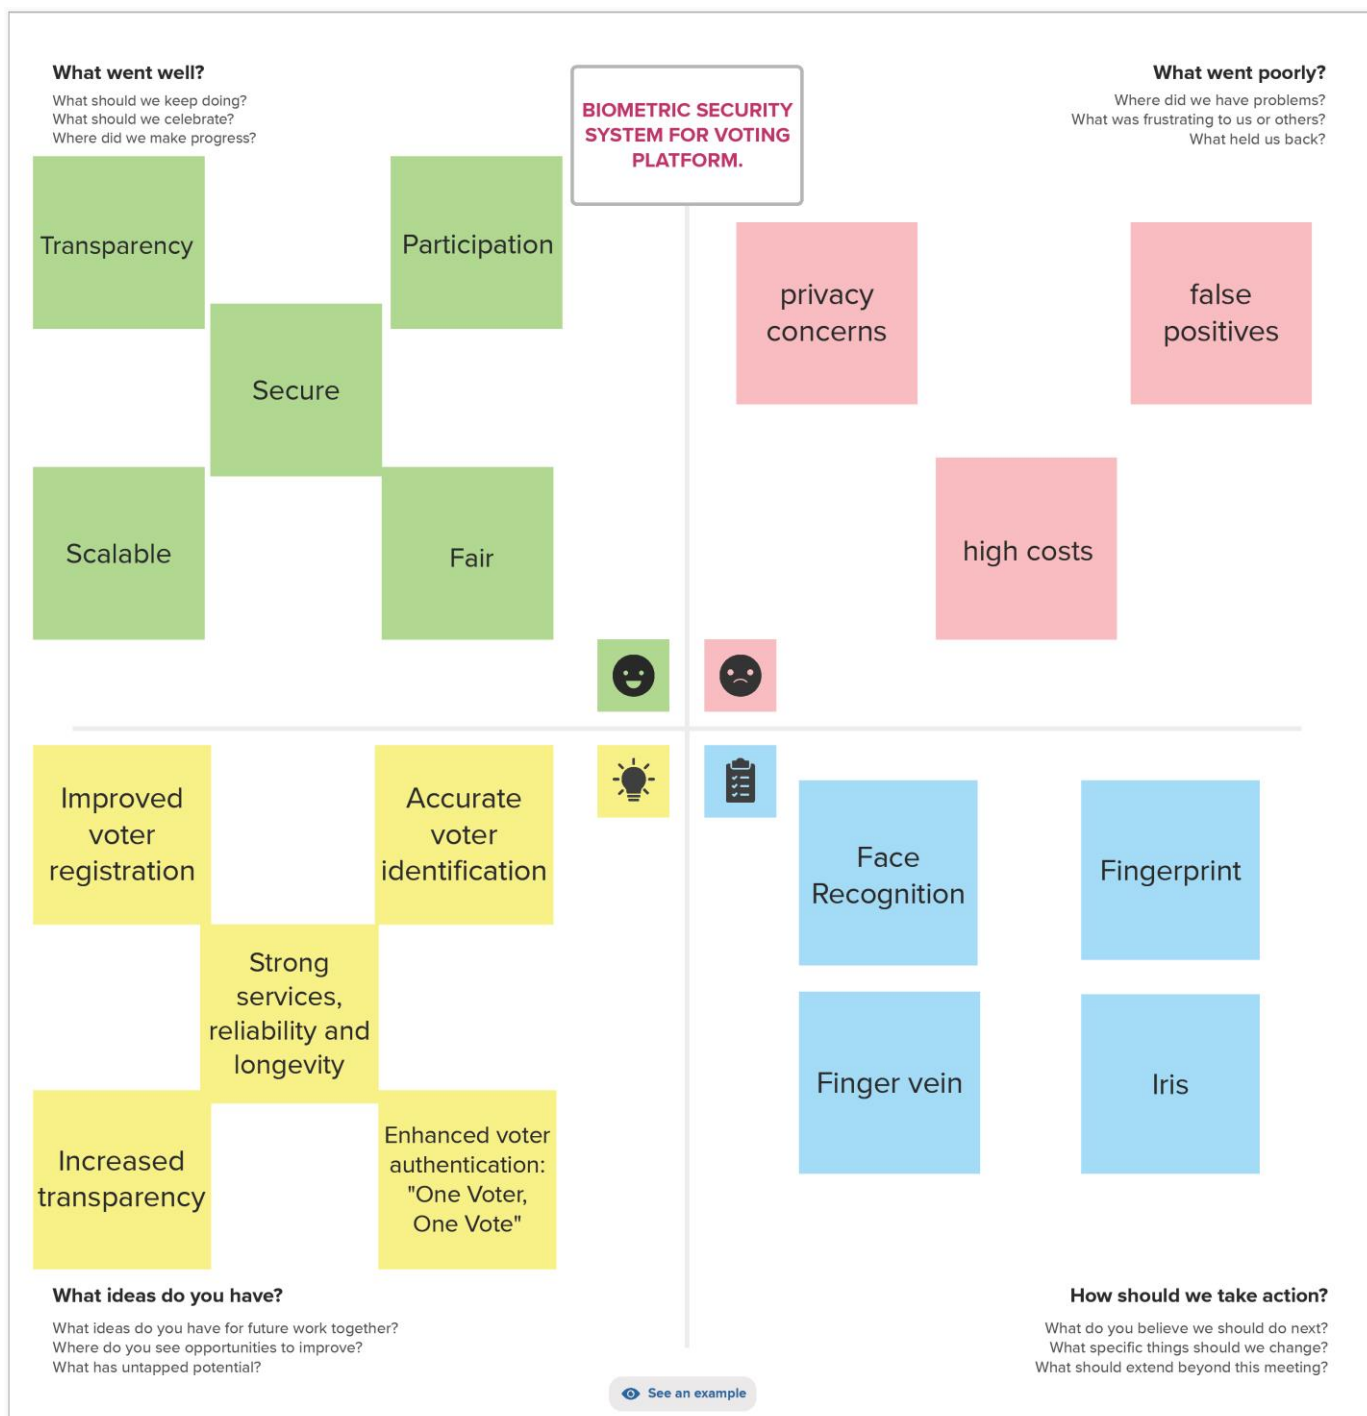 What went well?
What should we keep doing?
What should we celebrate?
Where did we make progress?
BIOMETRIC SECURITY
SYSTEM FOR VOTING
PLATFORM.
What went poorly?
Where did we have problems?
What was frustrating to us or others?
What held us back?
Transparency
Participation
Secure
Scalable
Fair
privacy
concerns
false
positives
high costs
Improved
voter
registration
Accurate
voter
identification
Strong
services,
reliability and
longevity
Increased
transparency
Enhanced voter
authentication:
"One Voter,
One Vote"
Face
Recognition
Fingerprint
Finger vein
Iris
What ideas do you have?
What ideas do you have for future work together?
Where do you see opportunities to improve?
What has untapped potential?
How should we take action?
What do you believe we should do next?
What specific things should we change?
What should extend beyond this meeting?
See an example